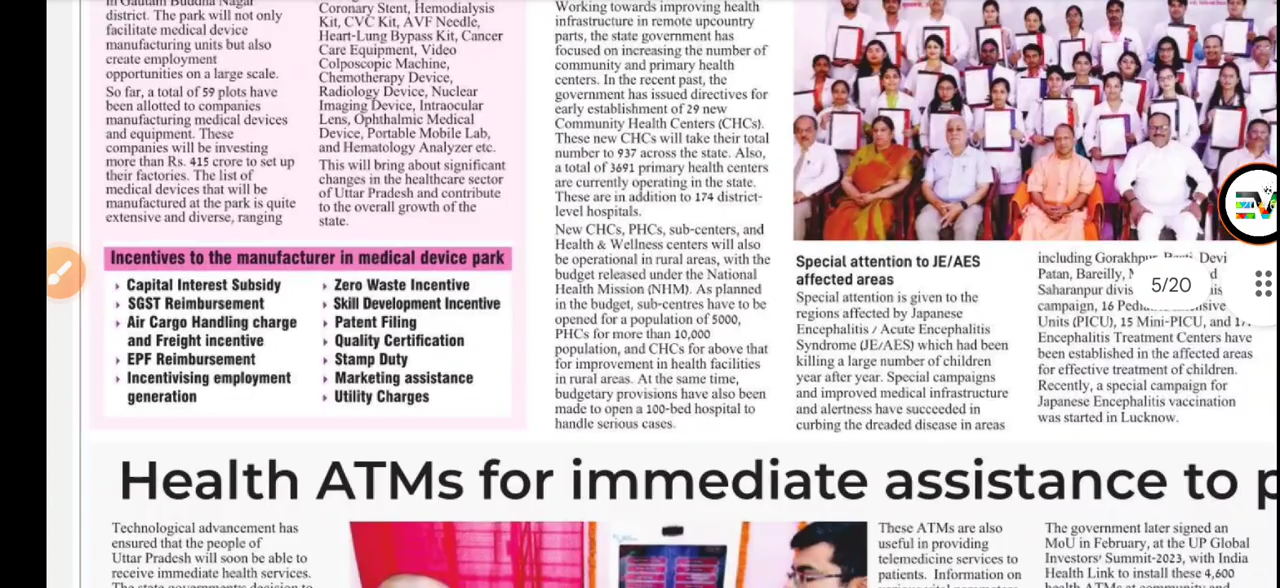 in Gautam Buddha Nagar
district. The park will not only
facilitate medical device
manufacturing units but also
create employment
opportunities on a large scale.
So far, a total of 59 plots have
been allotted to companies
manufacturing medical devices
and equipment. These
companies will be investing
more than Rs. 415 crore to set up
their factories. The list of
medical devices that will be
manufactured at the park is quite
extensive and diverse, ranging
Coronary Stent, Hemodialysis
Kit, CVC Kit, AVF Needle,
Heart-Lung Bypass Kit, Cancer
Care Equipment, Video
Colposcopic Machine,
Chemotherapy Device,
Radiology Device, Nuclear
Imaging Device, Intraocular
Lens, Ophthalmic Medical
Device, Portable Mobile Lab,
and Hematology Analyzer etc.
This will bring about significant
changes in the healthcare sector
of Uttar Pradesh and contribute
to the overall growth of the
state.
Incentives to the manufacturer in medical device park
Capital Interest Subsidy
SGST Reimbursement
Air Cargo Handling charge
and Freight incentive
EPF Reimbursement
Incentivising employment
generation
Zero Waste Incentive
Skill Development Incentive
Patent Filing
Quality Certification
Stamp Duty
Marketing assistance
Utility Charges
Working towards improving health
infrastructure in remote upcountry
parts, the state government has
focused on increasing the number of
community and primary health
centers. In the recent past, the
government has issued directives for
early establishment of 29 new
Community Health Centers (CHCs).
These new CHCs will take their total
number to 937 across the state. Also,
a total of 3691 primary health centers
are currently operating in the state.
These are in addition to 174 district-
level hospitals.
New CHCs, PHCs, sub-centers, and
Health & Wellness centers will also
be operational in rural areas, with the
budget released under the National
Health Mission (NHM). As planned
in the budget, sub-centres have to be
opened for a population of 5000,
PHCs for more than 10,000
population, and CHCs for above that
for improvement in health facilities
in rural areas. At the same time,
budgetary provisions have also been
made to open a 100-bed hospital to
handle serious cases.
Special attention to JE/AES
affected areas
Special attention is given to the
regions affected by Japanese
Encephalitis / Acute Encephalitis
Syndrome (JE/AES) which had been
killing a large number of children
year after year. Special campaigns
and improved medical infrastructure
and alertness have succeeded in
curbing the dreaded disease in areas
including Gorakhpur, Devi
Patan, Bareilly,
Saharanpur
campaign, 16
Units (PICU), 15 Mini-PICU, and
Encephalitis Treatment Centers have
been established in the affected areas
for effective treatment of children.
Recently, a special campaign for
Japanese Encephalitis vaccination
was started in Lucknow.
5/20
EV
Health ATMs for immediate assistance to
Technological advancement has
ensured that the people of
Uttar Pradesh will soon be able to
receive immediate health services.
These ATMs are also
useful in providing
telemedicine services to
patients. Information on
The government later signed an
MoU in February, at the UP Global
Investors' Summit-2023, with India
Health Link to install these 4,600